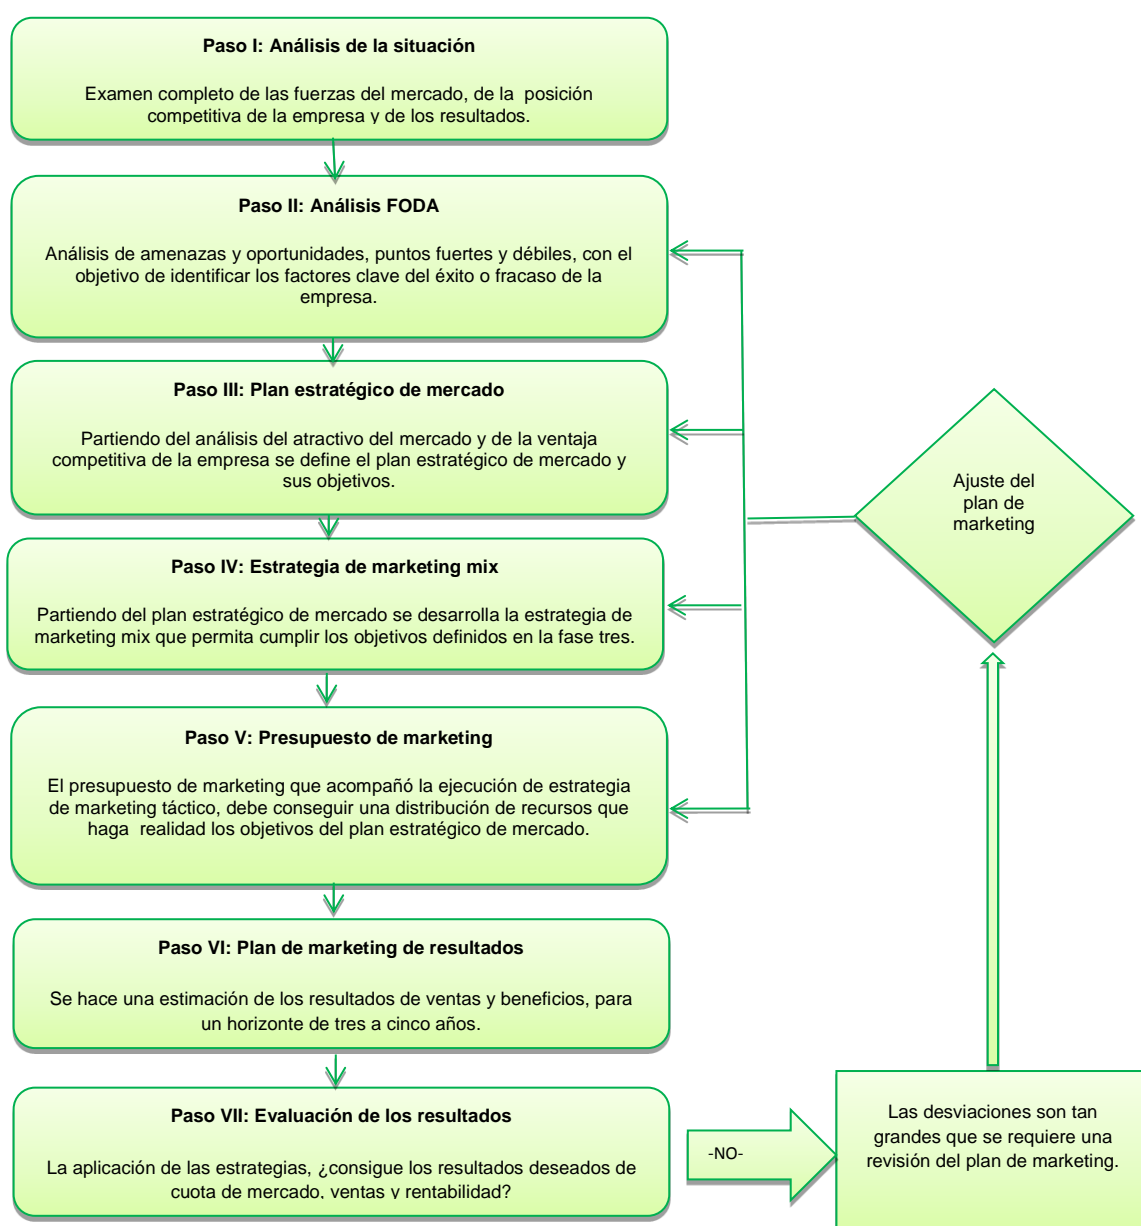 Paso I: Análisis de la situación
Examen completo de las fuerzas del mercado, de la posición
competitiva de la empresa y de los resultados.
Paso II: Análisis FODA
Análisis de amenazas y oportunidades, puntos fuertes y débiles, con el
objetivo de identificar los factores clave del éxito o fracaso de la
empresa.
Paso III: Plan estratégico de mercado
Partiendo del análisis del atractivo del mercado y de la ventaja
competitiva de la empresa se define el plan estratégico de mercado y
sus objetivos.
Ajuste del
plan de
marketing
Paso IV: Estrategia de marketing mix
Partiendo del plan estratégico de mercado se desarrolla la estrategia de
marketing mix que permita cumplir los objetivos definidos en la fase tres.
Paso V: Presupuesto de marketing
El presupuesto de marketing que acompañó la ejecución de estrategia
de marketing táctico, debe conseguir una distribución de recursos que
haga realidad los objetivos del plan estratégico de mercado.
Paso VI: Plan de marketing de resultados
Se hace una estimación de los resultados de ventas y beneficios, para
un horizonte de tres a cinco años.
Paso VII: Evaluación de los resultados
La aplicación de las estrategias, ¿consigue los resultados deseados de
cuota de mercado, ventas y rentabilidad?
-NO-
Las desviaciones son tan
grandes que se requiere una
revisión del plan de marketing.